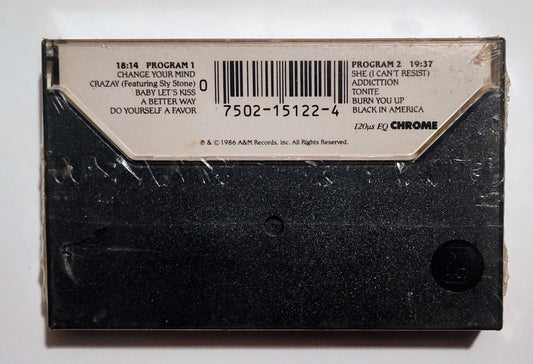 18:14 PROGRAM 1
CHANGE YOUR MIND
CRAZAY (Featuring Sly Stone)
BABY LET'S KISS
A BETTER WAY
DO YOURSELF A FAVOR
0
7502-15122-4
PROGRAM 2 19:37
SHE (I CAN'T RESIST)
ADDICTION
TONITE
BURN YOU UP
BLACK IN AMERICA
120µs EQ CHROME
℗ & © 1986 A&M Records, Inc. All Rights Reserved.